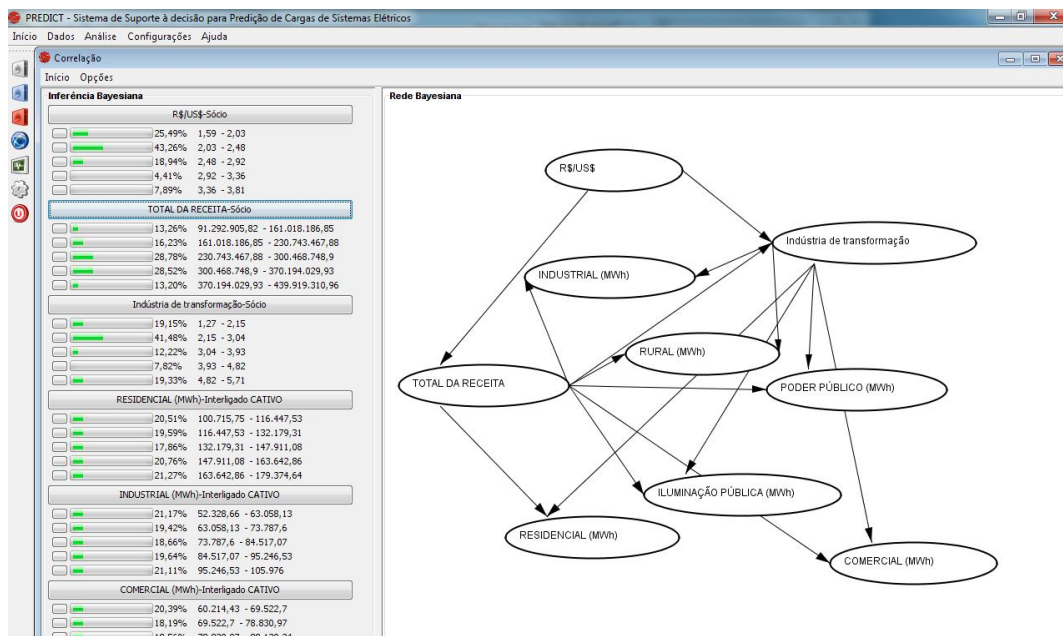 PREDICT - Sistema de Suporte à decisão para Predição de Cargas de Sistemas Elétricos
Início Dados Análise Configurações Ajuda
Correlação
Início Opções
Inferência Bayesiana
R$/US$-Sócio
25,49% 1,59 - 2,03
43,26% 2,03 - 2,48
18,94% 2,48 - 2,92
4,41% 2,92 - 3,36
7,89% 3,36 - 3,81
TOTAL DA RECEITA-Sócio
13,26% 91.292.905,82 - 161.018.186,85
16,23% 161.018.186,85 - 230.743.467,88
28,78% 230.743.467,88 - 300.468.748,9
28,52% 300.468.748,9 - 370.194.029,93
13,20% 370.194.029,93 - 439.919.310,96
Indústria de transformação-Sócio
19,15% 1,27 - 2,15
41,48% 2,15 - 3,04
12,22% 3,04 - 3,93
7,82% 3,93 - 4,82
19,33% 4,82 - 5,71
RESIDENCIAL (MWh)-Interligado CATIVO
20,51% 100.715,75 - 116.447,53
19,59% 116.447,53 - 132.179,31
17,86% 132.179,31 - 147.911,08
20,76% 147.911,08 - 163.642,86
21,27% 163.642,86 - 179.374,64
INDUSTRIAL (MWh)-Interligado CATIVO
21,17% 52.328,66 - 63.058,13
19,42% 63.058,13 - 73.787,6
18,66% 73.787,6 - 84.517,07
19,64% 84.517,07 - 95.246,53
21,11% 95.246,53 - 105.976
COMERCIAL (MWh)-Interligado CATIVO
20,39% 60.214,43 - 69.522,7
18,19% 69.522,7 - 78.830,97
Rede Bayesiana
R$/US$
Indústria de transformação
INDUSTRIAL (MWh)
RURAL (MWh)
TOTAL DA RECEITA
PODER PÚBLICO (MWh)
ILUMINAÇÃO PÚBLICA (MWh)
RESIDENCIAL (MWh)
COMERCIAL (MWh)